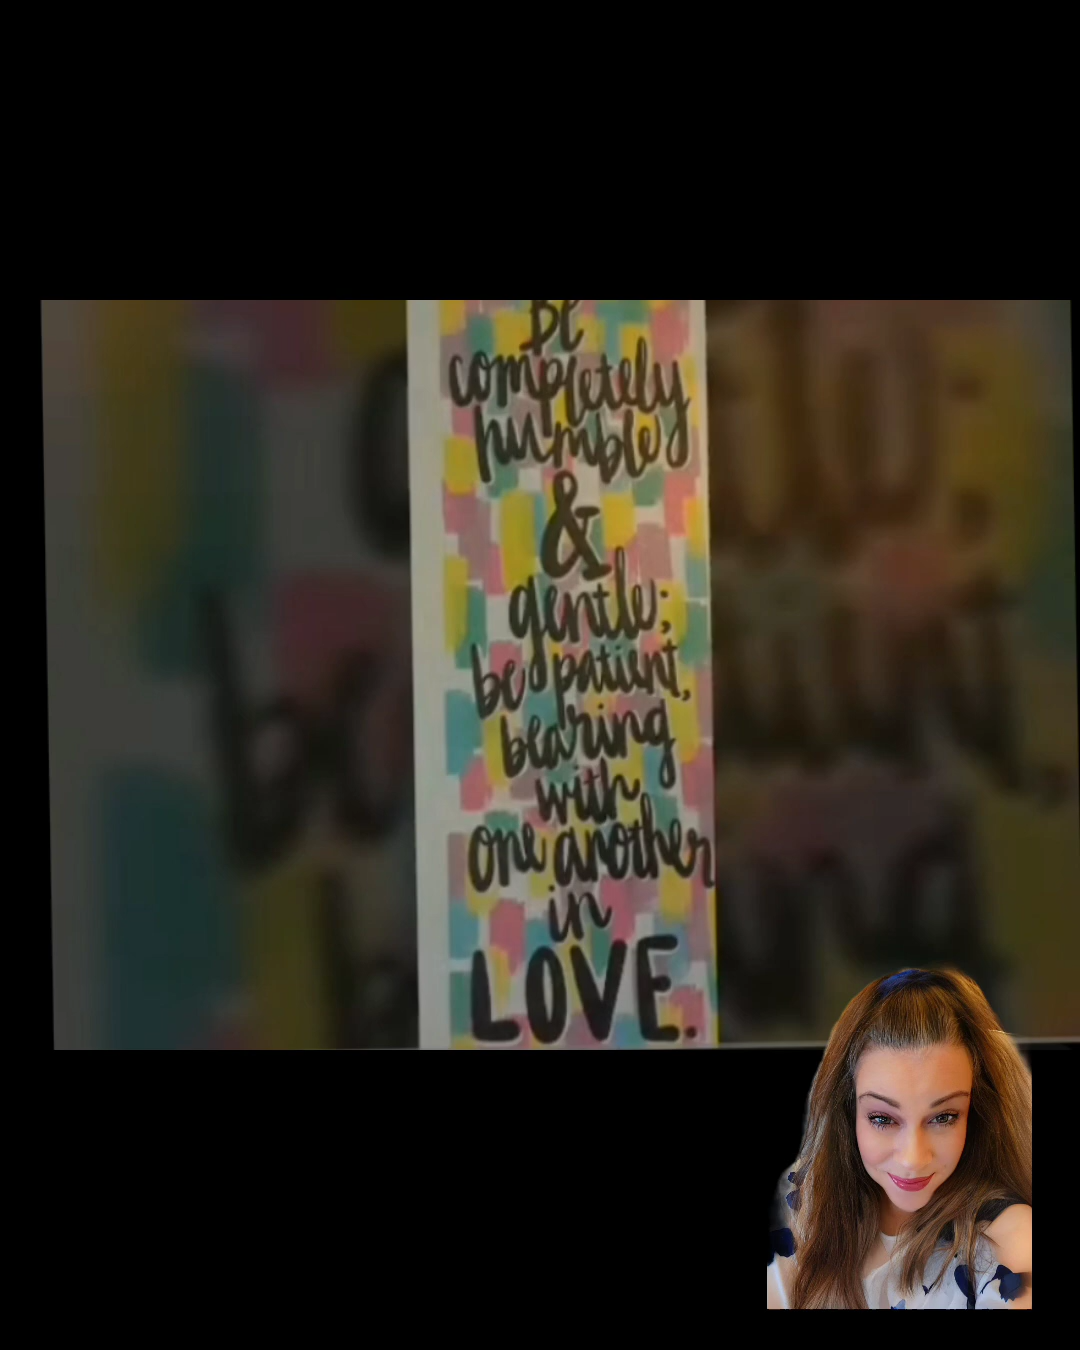 Be
completely
humble
&
gentle;
be patient,
bearing
with
one another
in
LOVE.